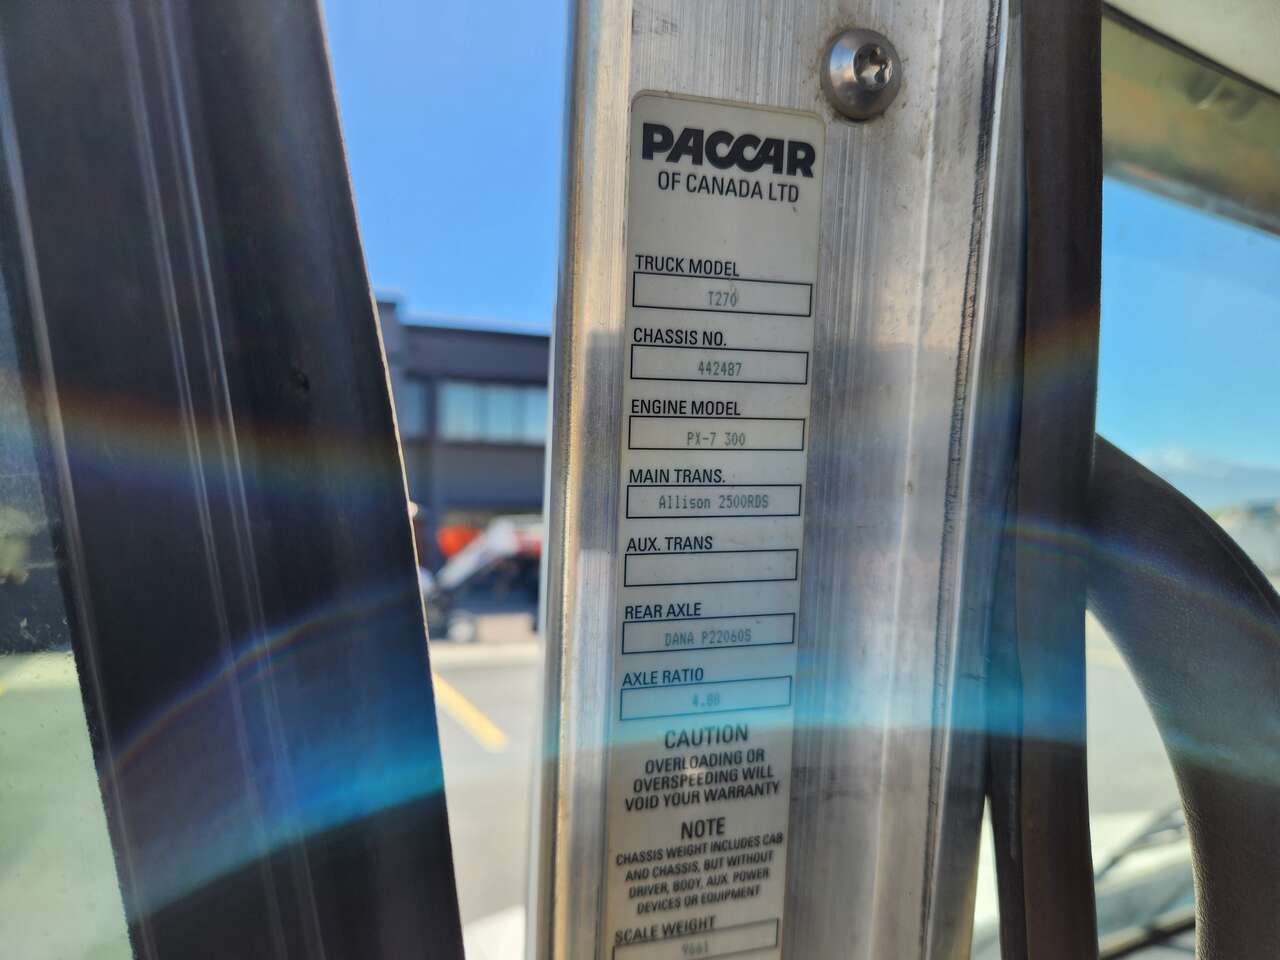 PACCAR
OF CANADA LTD
TRUCK MODEL
T270
CHASSIS NO.
442487
ENGINE MODEL
PX-7 300
MAIN TRANS.
Allison 2500RDS
AUX. TRANS
REAR AXLE
DANA P22060S
AXLE RATIO
CAUTION
OVERLOADING OR
OVERSPEEDING WILL
VOID YOUR WARRANTY
NOTE
CHASSIS WEIGHT INCLUDES CAB
AND CHASSIS, BUT WITHOUT
DRIVER, BODY, AUX. POWER
DEVICES OR EQUIPMENT
SCALE WEIGHT
9661